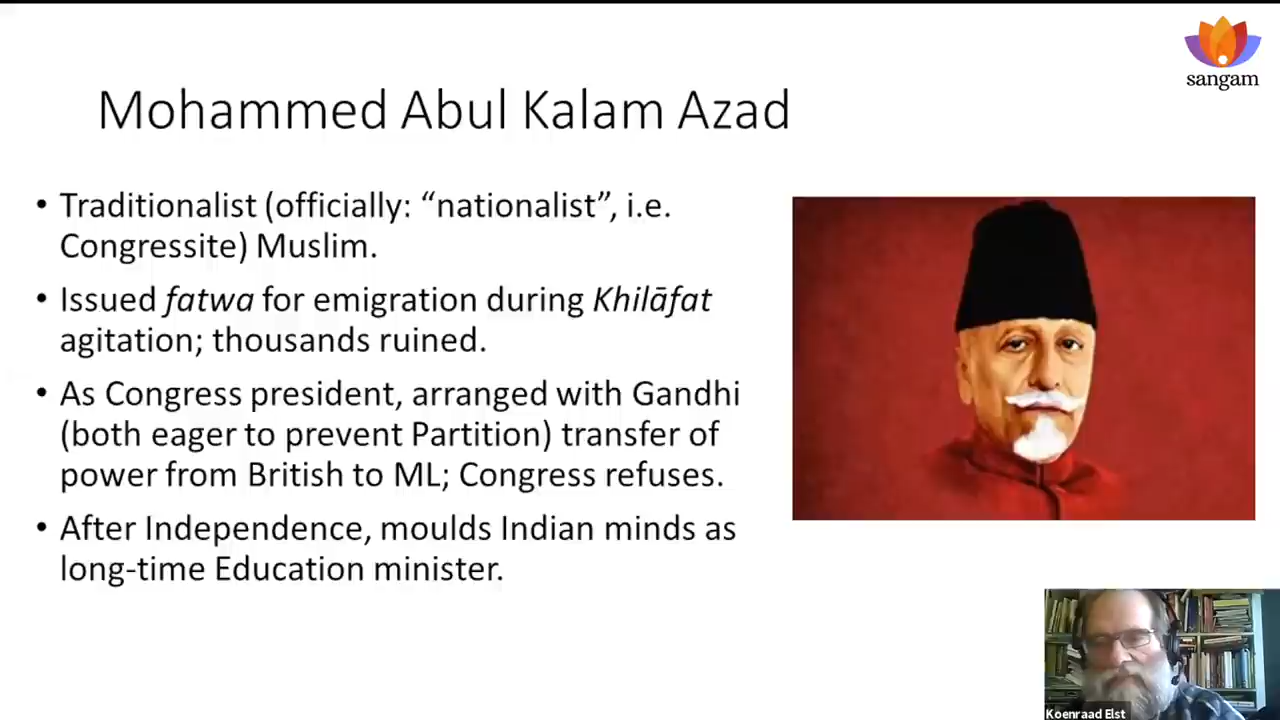 sangam
Mohammed Abul Kalam Azad
• Traditionalist (officially: “nationalist”, i.e.
Congressite) Muslim.
• Issued fatwa for emigration during Khilāfat
agitation; thousands ruined.
• As Congress president, arranged with Gandhi
(both eager to prevent Partition) transfer of
power from British to ML; Congress refuses.
• After Independence, moulds Indian minds as
long-time Education minister.
Koenraad Elst